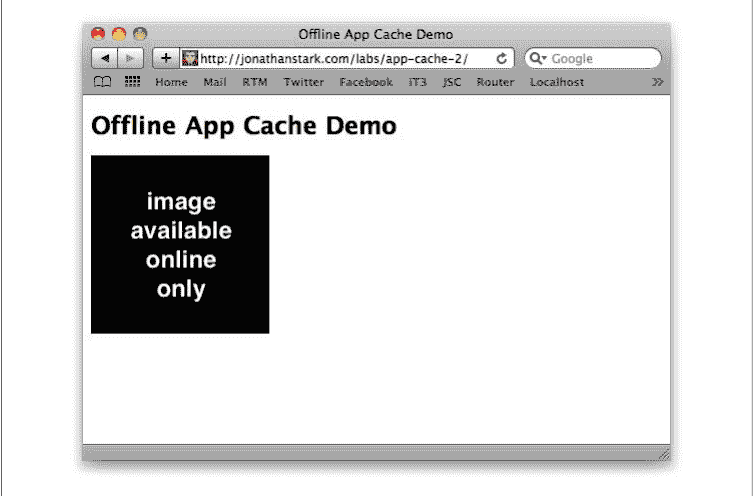 Offline App Cache Demo
http://jonathanstark.com/labs/app-cache-2/
Google
Home Mail RTM Twitter Facebook iT3 JSC Router Localhost
Offline App Cache Demo
image
available
online
only